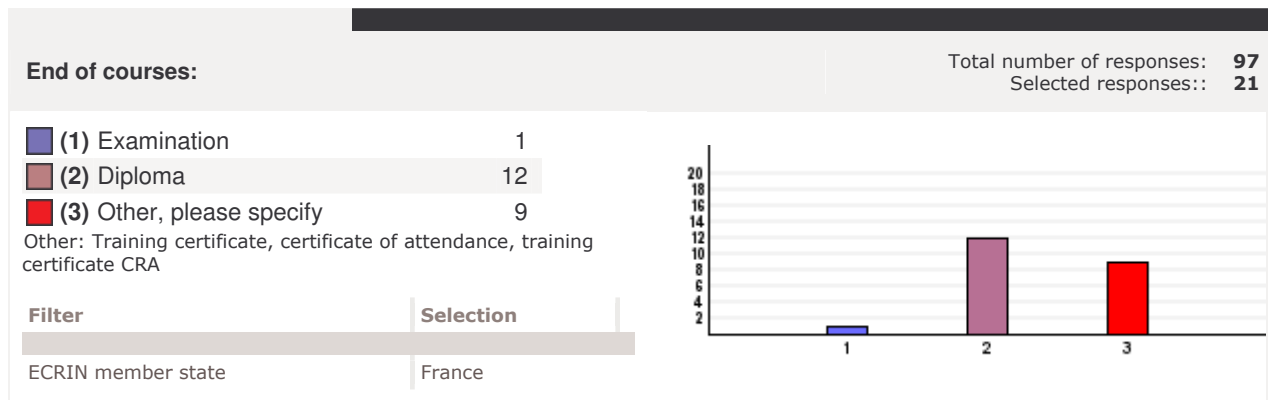 End of courses:
Total number of responses: 97
Selected responses:: 21
(1) Examination 1
(2) Diploma 12
(3) Other, please specify 9
Other: Training certificate, certificate of attendance, training
certificate CRA
Filter Selection
ECRIN member state France
20
18
16
14
12
10
8
6
4
2
1 2 3